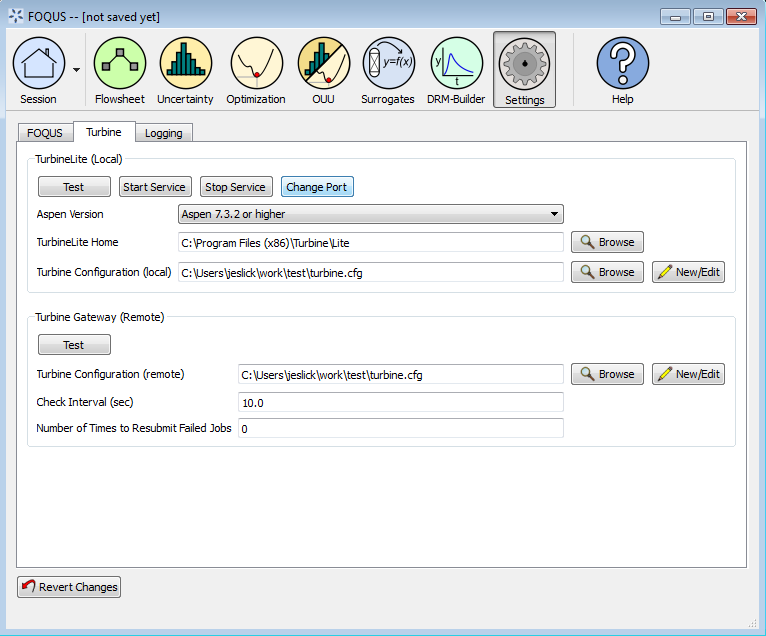 FOQUS -- [not saved yet]
y=f(x)
y
t
Session
Flowsheet
Uncertainty
Optimization
OUU
Surrogates
DRM-Builder
Settings
Help
FOQUS
Turbine
Logging
TurbineLite (Local)
Test
Start Service
Stop Service
Change Port
Aspen Version
Aspen 7.3.2 or higher
TurbineLite Home
C:\Program Files (x86)\Turbine\Lite
Browse
Turbine Configuration (local)
C:\Users\jeslick\work\test\turbine.cfg
Browse
New/Edit
Turbine Gateway (Remote)
Test
Turbine Configuration (remote)
C:\Users\jeslick\work\test\turbine.cfg
Browse
New/Edit
Check Interval (sec)
10.0
Number of Times to Resubmit Failed Jobs
0
Revert Changes